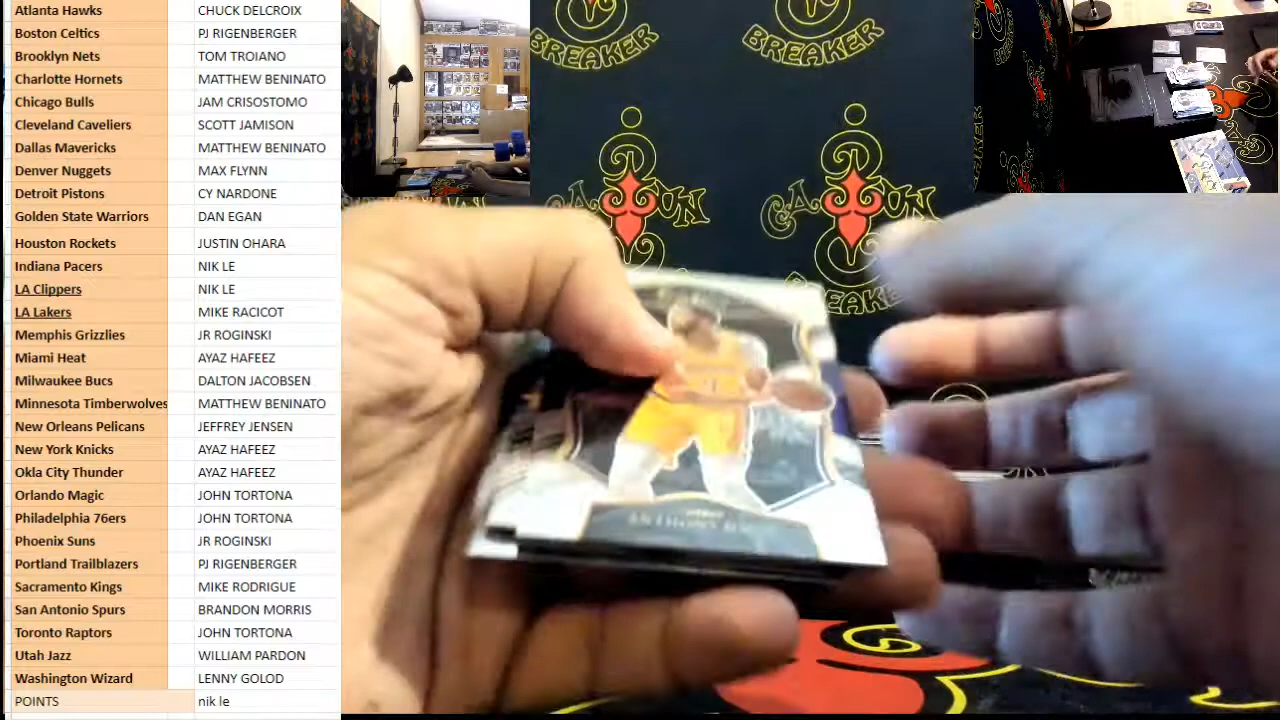 Atlanta Hawks CHUCK DELCROIX
Boston Celtics PJ RIGENBERGER
Brooklyn Nets TOM TROIANO
Charlotte Hornets MATTHEW BENINATO
Chicago Bulls JAM CRISOSTOMO
Cleveland Caveliers SCOTT JAMISON
Dallas Mavericks MATTHEW BENINATO
Denver Nuggets MAX FLYNN
Detroit Pistons CY NARDONE
Golden State Warriors DAN EGAN
Houston Rockets JUSTIN OHARA
Indiana Pacers NIK LE
LA Clippers NIK LE
LA Lakers MIKE RACICOT
Memphis Grizzlies JR ROGINSKI
Miami Heat AYAZ HAFEEZ
Milwaukee Bucs DALTON JACOBSEN
Minnesota Timberwolves MATTHEW BENINATO
New Orleans Pelicans JEFFREY JENSEN
New York Knicks AYAZ HAFEEZ
Okla City Thunder AYAZ HAFEEZ
Orlando Magic JOHN TORTONA
Philadelphia 76ers JOHN TORTONA
Phoenix Suns JR ROGINSKI
Portland Trailblazers PJ RIGENBERGER
Sacramento Kings MIKE RODRIGUE
San Antonio Spurs BRANDON MORRIS
Toronto Raptors JOHN TORTONA
Utah Jazz WILLIAM PARDON
Washington Wizard LENNY GOLOD
POINTS nik le
BREAKER
BREAKER
BREAKER
ANTHONY